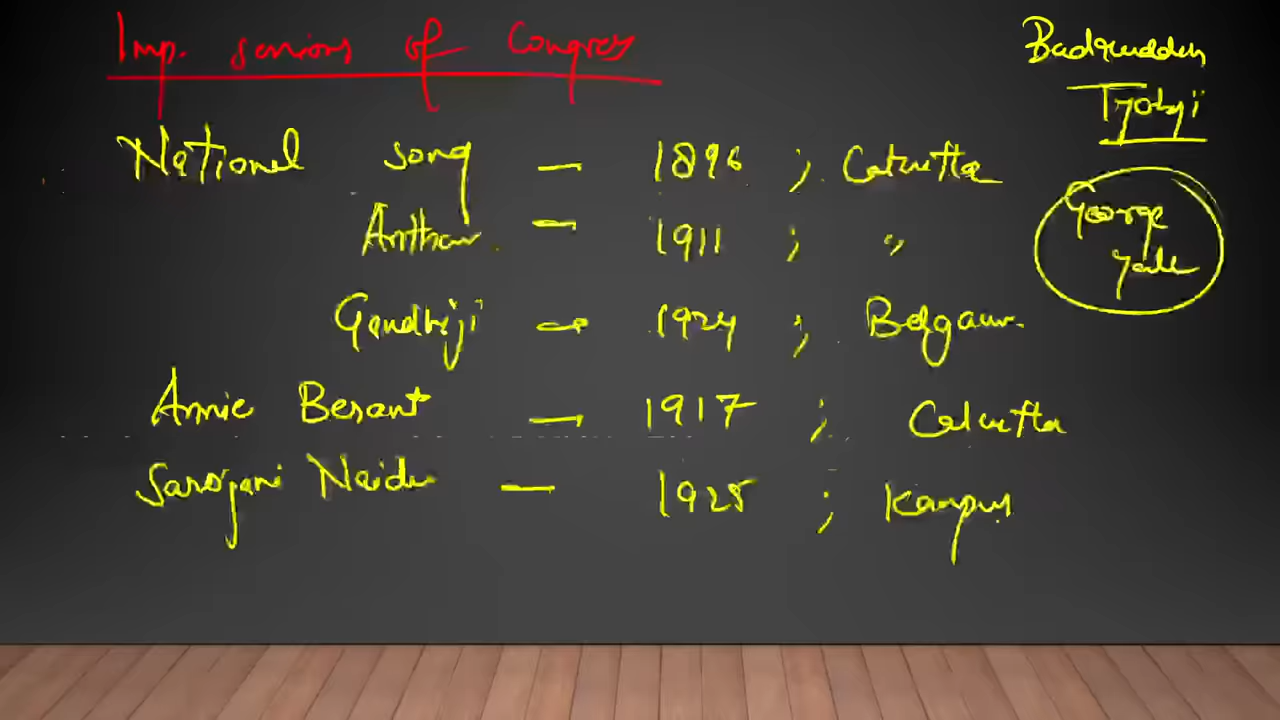 Imp. sessions of Congress
National song – 1896 ; Calcutta
Anthem – 1911 ; "
Gandhiji – 1924 ; Belgaum
Annie Besant – 1917 ; Calcutta
Sarojani Naidu – 1925 ; Kanpur
Badruddin
Tyabji
George
Yule